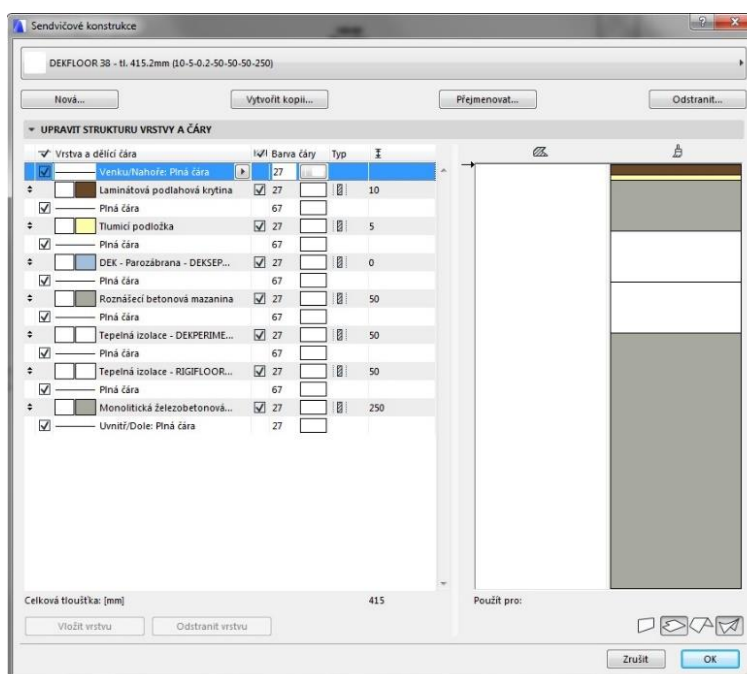 Sendvičové konstrukce
DEKFLOOR 38 - tl. 415.2mm (10-5-0.2-50-50-50-250)
Nová... Vytvořit kopii... Přejmenovat... Odstranit...
UPRAVIT STRUKTURU VRSTVY A ČÁRY
Vrstva a dělící čára Barva čáry Typ
Venku/Nahoře: Plná čára 27
Laminátová podlahová krytina 27 10
Plná čára 67
Tlumicí podložka 27 5
Plná čára 67
DEK - Parozábrana - DEKSEP... 27 0
Plná čára 67
Roznášecí betonová mazanina 27 50
Plná čára 67
Tepelná izolace - DEKPERIME... 27 50
Plná čára 67
Tepelná izolace - RIGIFLOOR... 27 50
Plná čára 67
Monolitická železobetonová... 27 250
Uvnitř/Dole: Plná čára 27
Celková tloušťka: [mm] 415 Použít pro:
Vložit vrstvu Odstranit vrstvu
Zrušit OK